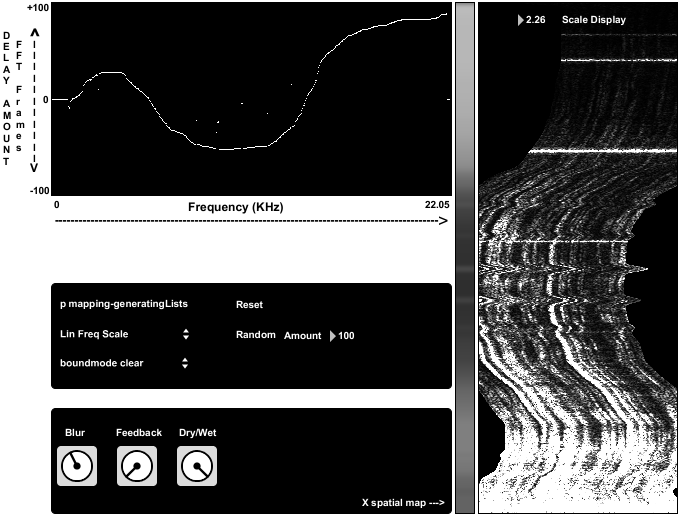 +100
DELAY AMOUNT
FFT Frames
0
-100
0
Frequency (KHz)
22.05
2.26
Scale Display
p mapping-generatingLists
Reset
Lin Freq Scale
Random Amount 100
boundmode clear
Blur
Feedback
Dry/Wet
X spatial map --->